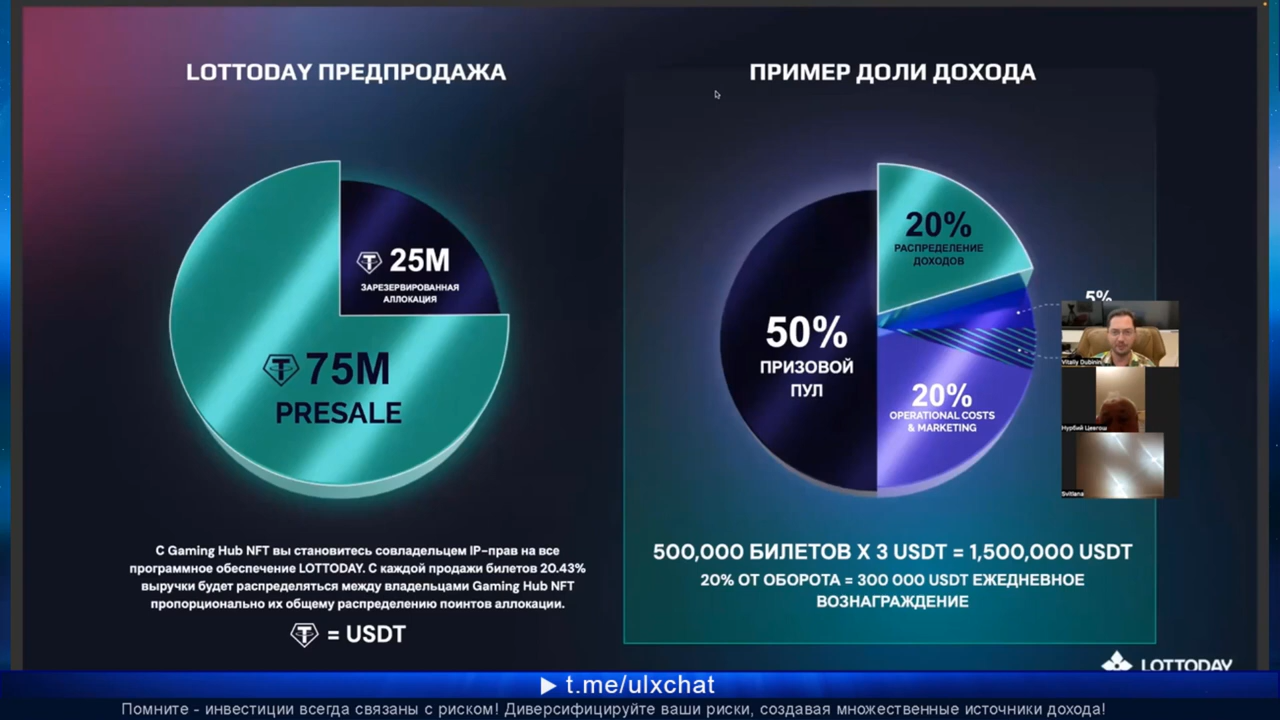 LOTTODAY ПРЕДПРОДАЖА
25M
ЗАРЕЗЕРВИРОВАННАЯ
АЛЛОКАЦИЯ
75M
PRESALE
С Gaming Hub NFT вы становитесь совладельцем IP-прав на все
программное обеспечение LOTTODAY. С каждой продажи билетов 20.43%
выручки будет распределяться между владельцами Gaming Hub NFT
пропорционально их общему распределению поинтов аллокации.
= USDT
ПРИМЕР ДОЛИ ДОХОДА
20%
РАСПРЕДЕЛЕНИЕ
ДОХОДОВ
5%
50%
ПРИЗОВОЙ
ПУЛ
20%
OPERATIONAL COSTS
& MARKETING
Vitaliy Dubinin
Нурбий Цевгош
Svitlana
500,000 БИЛЕТОВ X 3 USDT = 1,500,000 USDT
20% ОТ ОБОРОТА = 300 000 USDT ЕЖЕДНЕВНОЕ
ВОЗНАГРАЖДЕНИЕ
LOTTODAY
t.me/ulxchat
Помните - инвестиции всегда связаны с риском! Диверсифицируйте ваши риски, создавая множественные источники дохода!